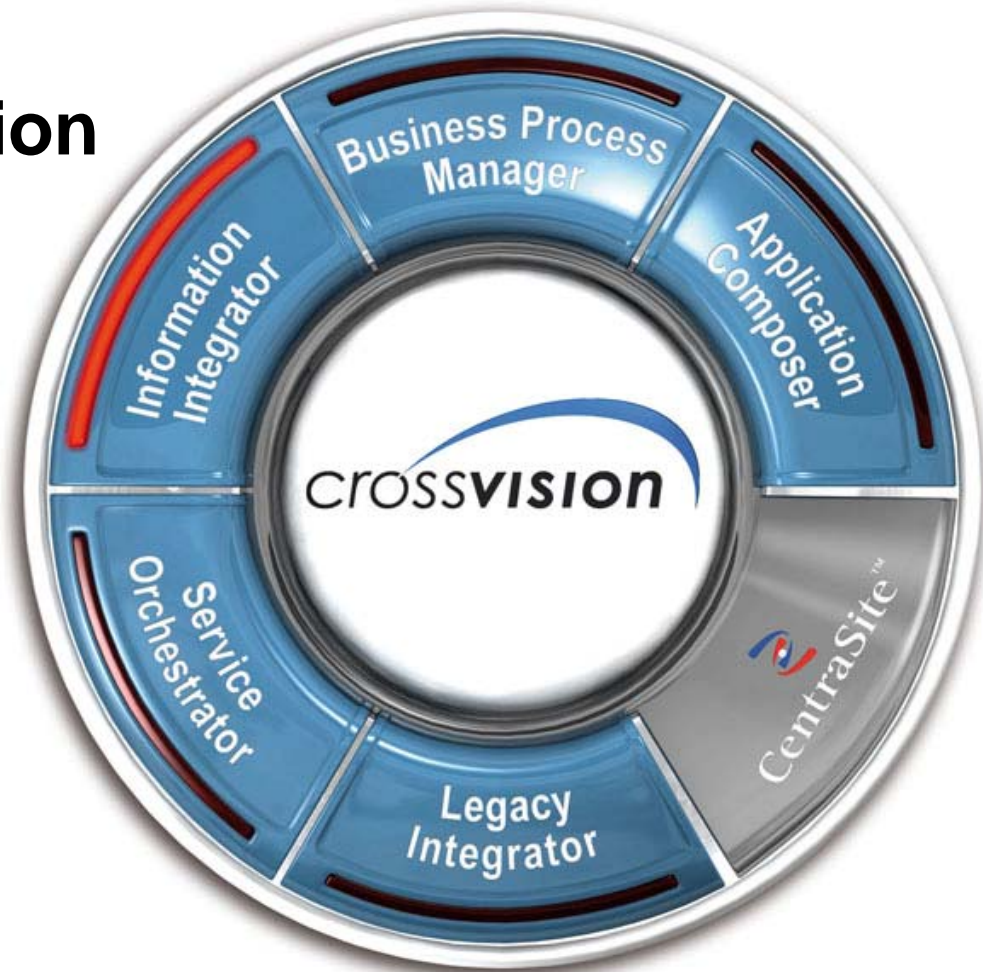 ion
Business Process
Manager
Application
Composer
CentraSite™
Legacy
Integrator
Service
Orchestrator
Information
Integrator
crossvision